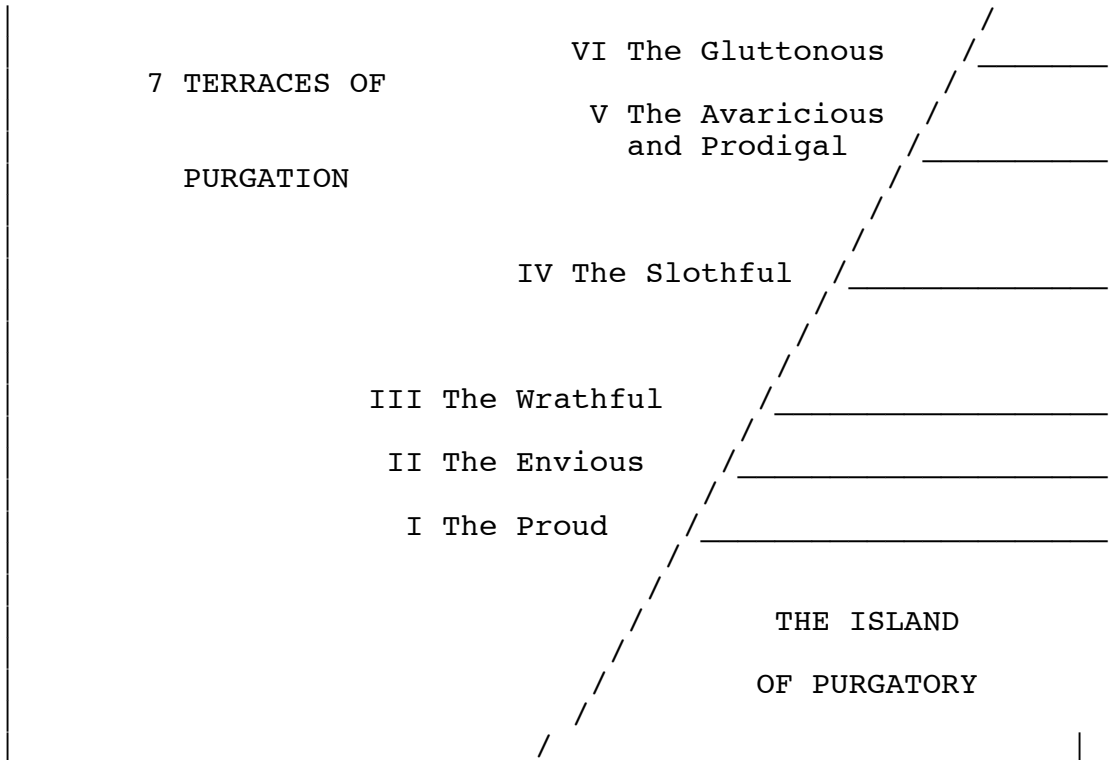 VI The Gluttonous
7 TERRACES OF
V The Avaricious
and Prodigal
PURGATION
IV The Slothful
III The Wrathful
II The Envious
I The Proud
THE ISLAND
OF PURGATORY